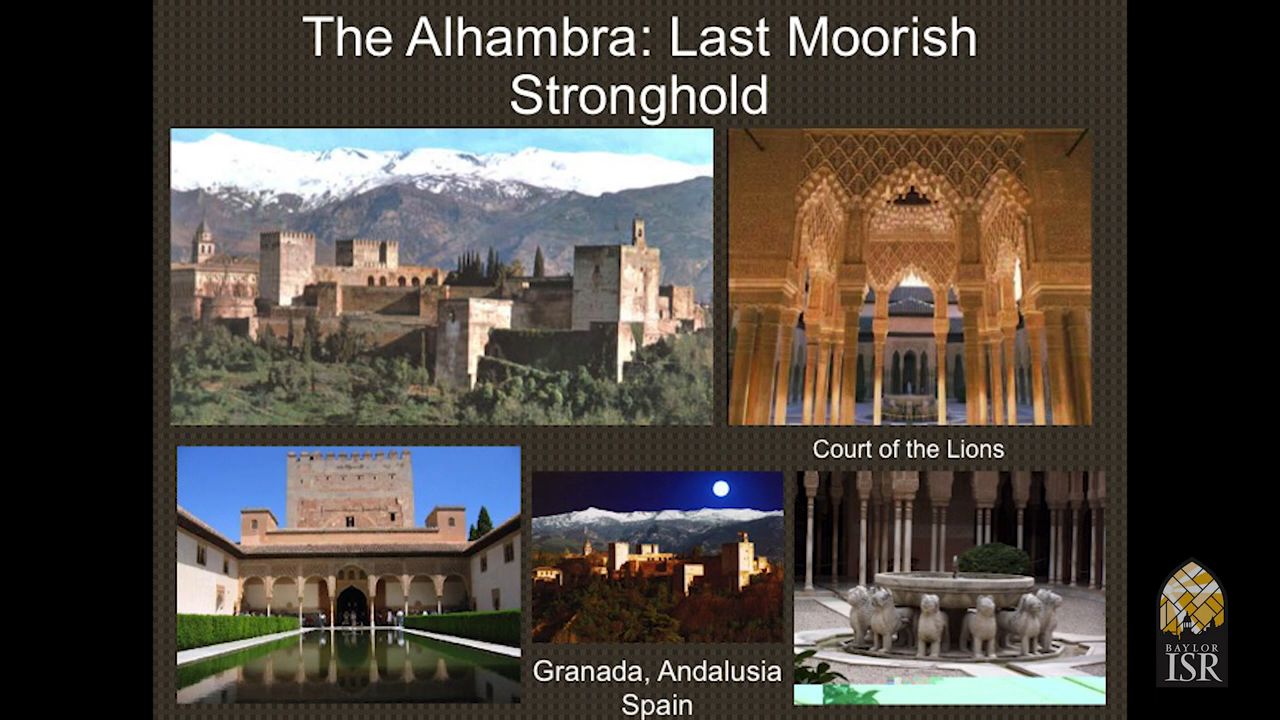 The Alhambra: Last Moorish
Stronghold
Court of the Lions
Granada, Andalusia
Spain
BAYLOR
ISR